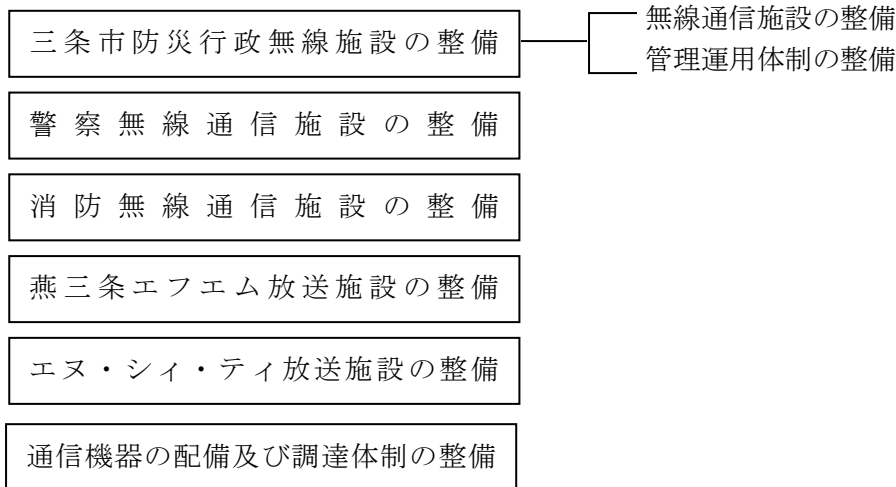 三条市防災行政無線施設の整備
無線通信施設の整備
管理運用体制の整備
警察無線通信施設の整備
消防無線通信施設の整備
燕三条エフエム放送施設の整備
エヌ・シィ・ティ放送施設の整備
通信機器の配備及び調達体制の整備